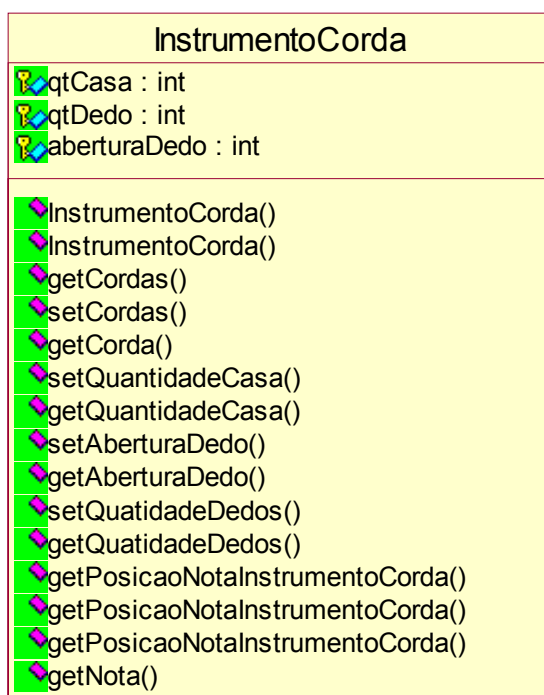 InstrumentoCorda
qtCasa : int
qtDedo : int
aberturaDedo : int
InstrumentoCorda()
InstrumentoCorda()
getCordas()
setCordas()
getCorda()
setQuantidadeCasa()
getQuantidadeCasa()
setAberturaDedo()
getAberturaDedo()
setQuatidadeDedos()
getQuatidadeDedos()
getPosicaoNotaInstrumentoCorda()
getPosicaoNotaInstrumentoCorda()
getPosicaoNotaInstrumentoCorda()
getNota()